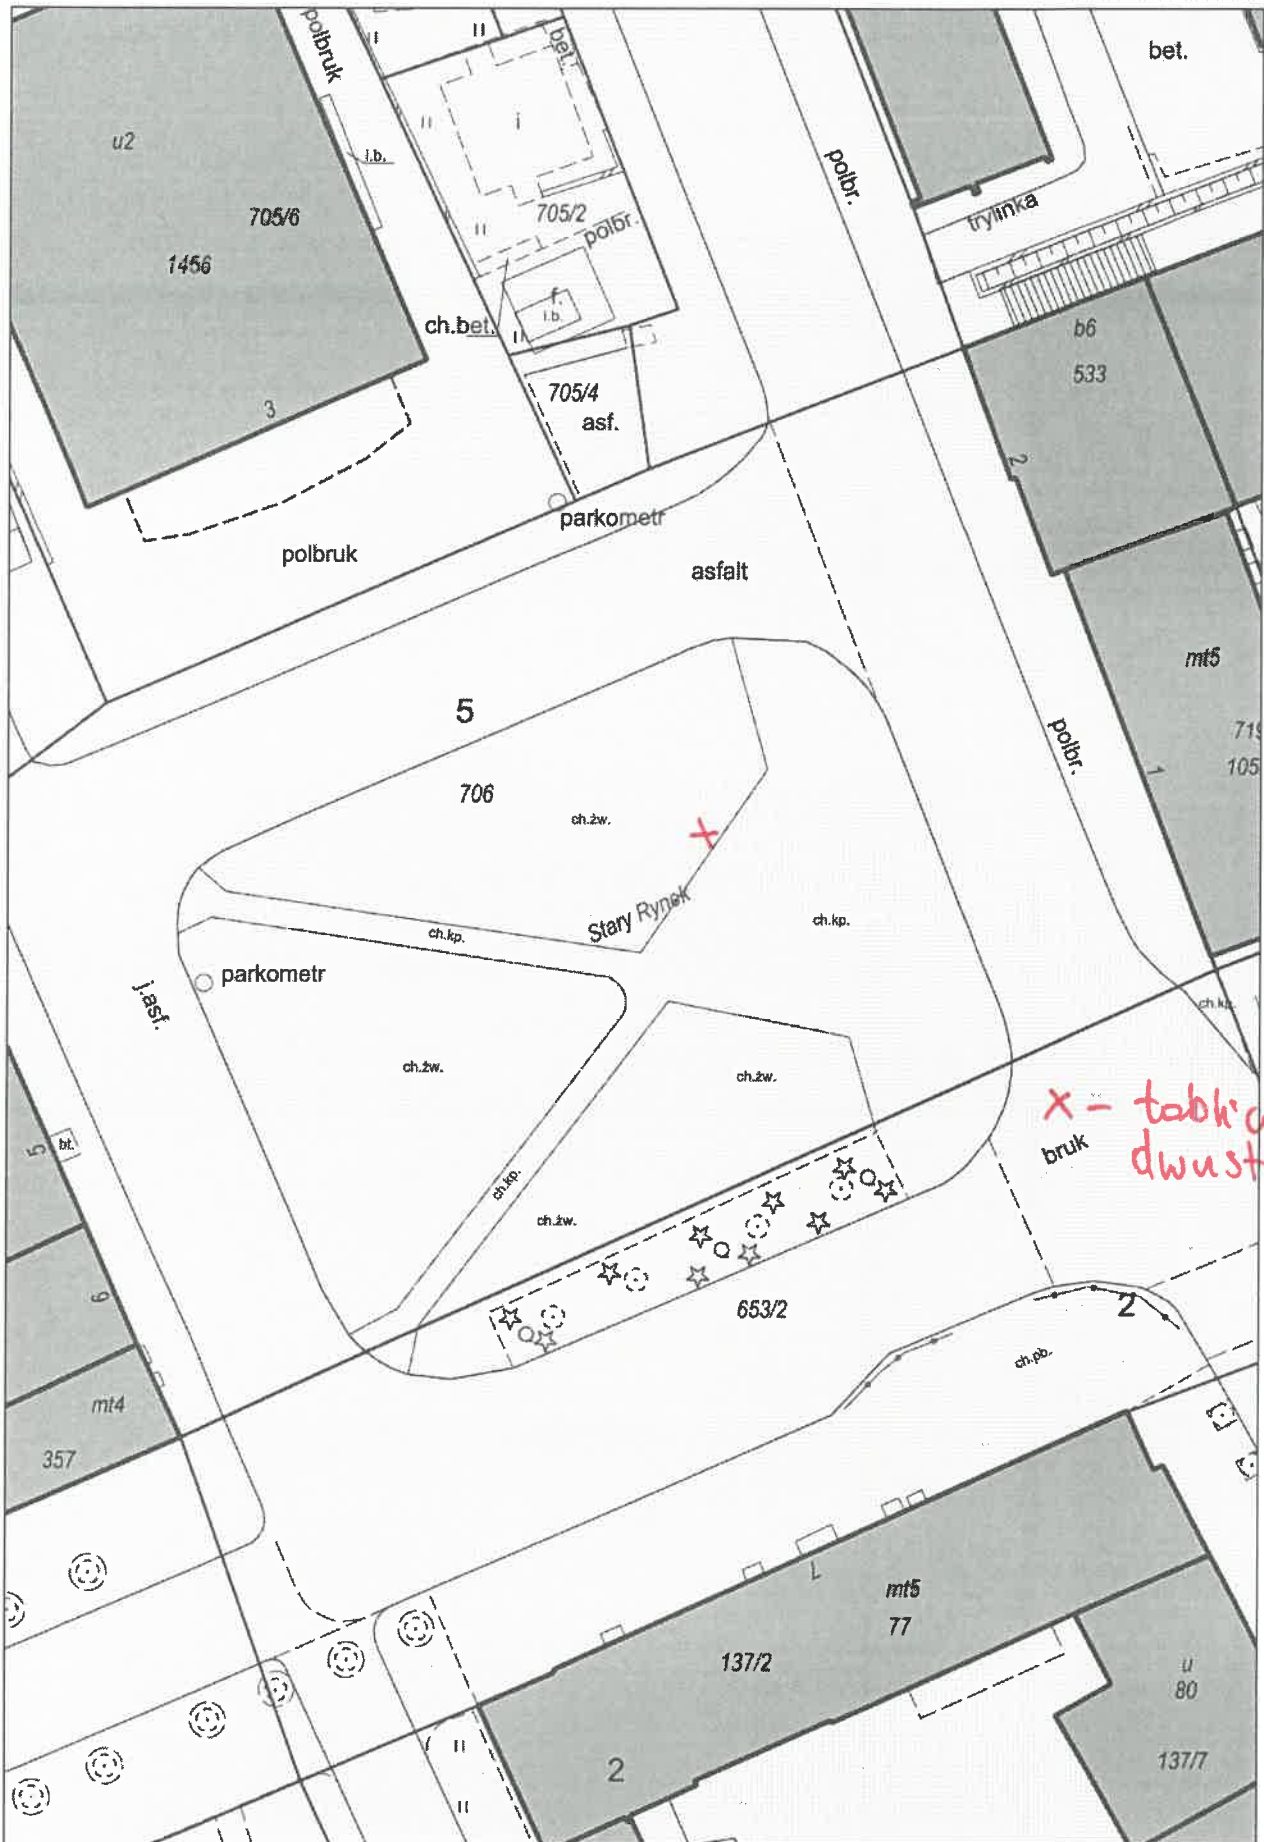 polbruk
bet.
bet.
u2
i
l.b.
705/6
1456
705/2
polbr.
polbr.
trylinka
f.
i.b.
ch.bet.
b6
533
705/4
asf.
3
2
parkometr
polbruk
asfalt
mt5
5
719
105
polbr.
1
706
ch.żw.
Stary Rynek
ch.kp.
ch.kp.
parkometr
j.asf.
ch.kp.
ch.żw.
ch.żw.
x -
dwust
bruk
5
bt.
ch.kp.
ch.żw.
6
653/2
2
ch.pb.
mt4
357
mt5
77
137/2
7
u
80
137/7
2